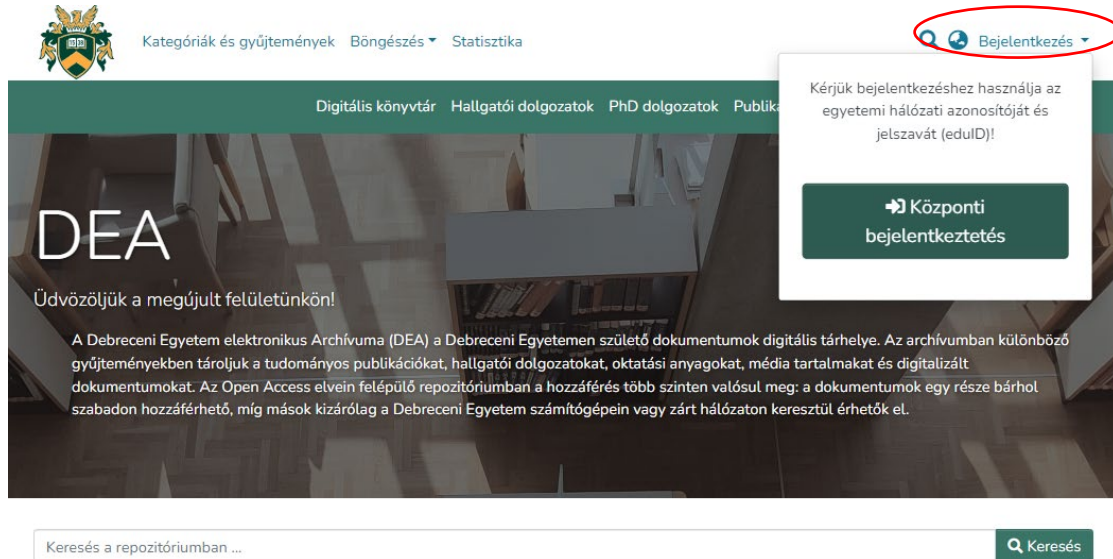 Kategóriák és gyűjtemények Böngészés Statisztika
Bejelentkezés
Kérjük bejelentkezéshez használja az
egyetemi hálózati azonosítóját és
jelszavát (eduID)!
Központi
bejelentkeztetés
Digitális könyvtár Hallgatói dolgozatok PhD dolgozatok
DEA
Üdvözöljük a megújult felületünkön!
A Debreceni Egyetem elektronikus Archívuma (DEA) a Debreceni Egyetemen születő dokumentumok digitális tárhelye. Az archívumban különböző
gyűjteményekben tároljuk a tudományos publikációkat, hallgatói dolgozatokat, oktatási anyagokat, média tartalmakat és digitalizált
dokumentumokat. Az Open Access elvein felépülő repozitóriumban a hozzáférés több szinten valósul meg: a dokumentumok egy része bárhol
szabadon hozzáférhető, míg mások kizárólag a Debreceni Egyetem számítógépein vagy zárt hálózaton keresztül érhetők el.
Keresés a repozitóriumban ...
Keresés